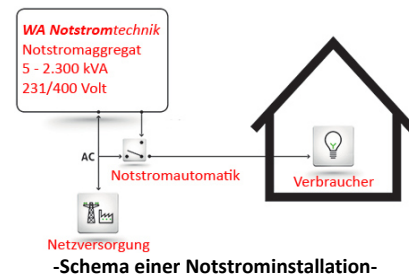 WA Notstromtechnik
Notstromaggregat
5 - 2.300 kVA
231/400 Volt
AC
Notstromautomatik
Verbraucher
Netzversorgung
-Schema einer Notstrominstallation-